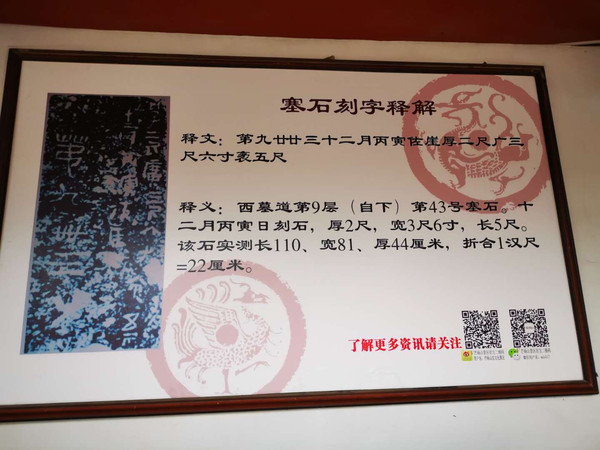 塞石刻字释解
释文：第九廿廿三十二月丙寅佐崖厚二尺广三
尺六寸袤五尺
释义：西墓道第9层（自下）第43号塞石。十
二月丙寅日刻石，厚2尺，宽3尺6寸，长5尺。
该石实测长110、宽81、厚44厘米，折合1汉尺
=22厘米。
了解更多资讯请关注